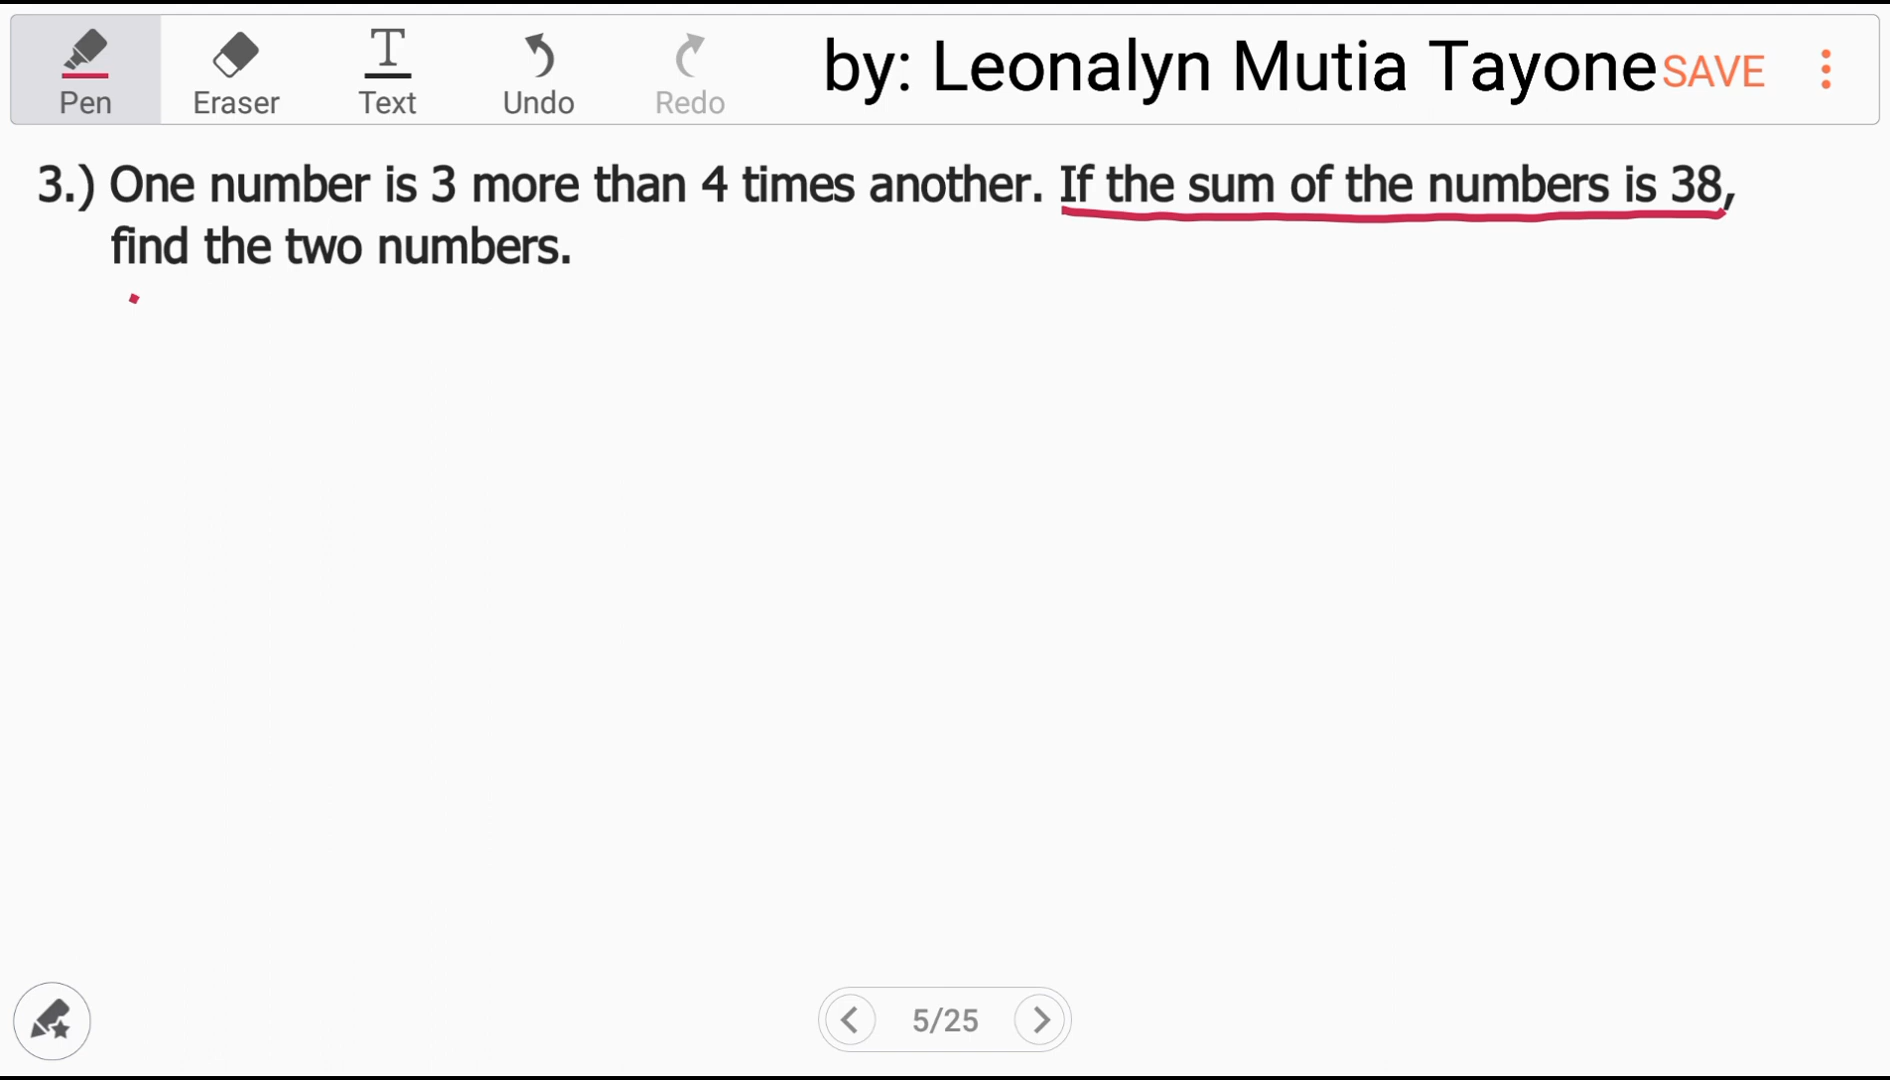 Pen Eraser Text Undo Redo by: Leonalyn Mutia Tayone SAVE
3.) One number is 3 more than 4 times another. If the sum of the numbers is 38,
find the two numbers.
5/25